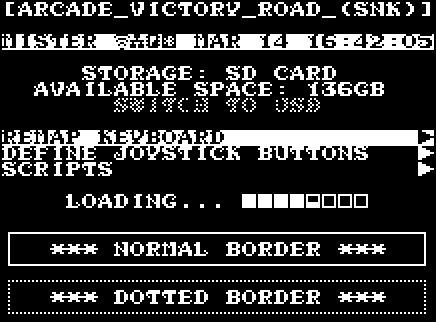 [ARCADE_VICTORY_ROAD_(SNK)]
MISTER MAR 14 16:42:05
STORAGE: SD CARD
AVAILABLE SPACE: 136GB
SWITCH TO USB
REMAP KEYBOARD
DEFINE JOYSTICK BUTTONS
SCRIPTS
LOADING...
*** NORMAL BORDER ***
*** DOTTED BORDER ***